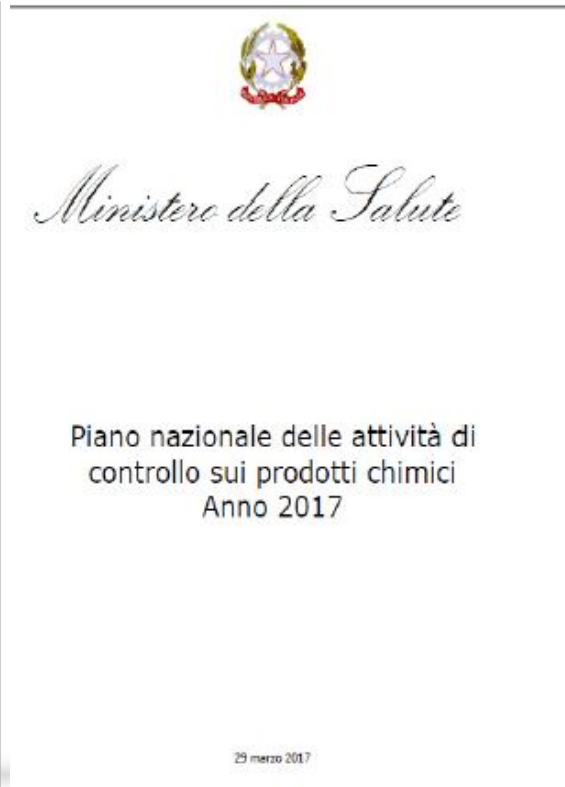 Ministero della Salute
Piano nazionale delle attività di
controllo sui prodotti chimici
Anno 2017
29 marzo 2017